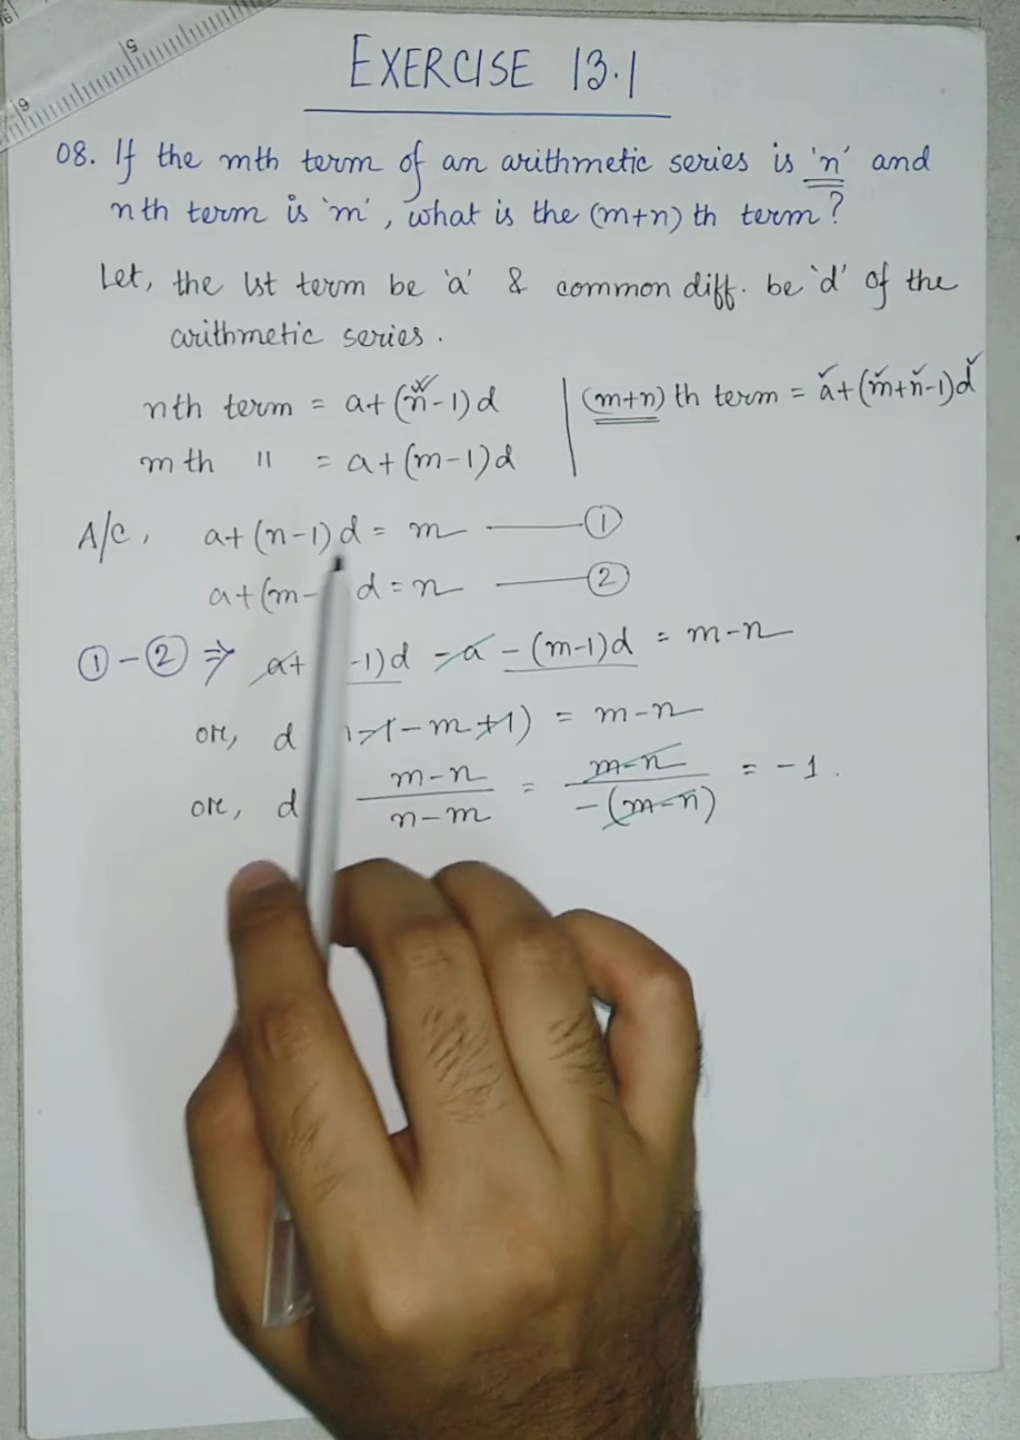 EXERCISE 13.1
08. If the mth term of an arithmetic series is 'n' and
nth term is 'm', what is the (m+n) th term?
Let, the 1st term be 'a' & common diff. be 'd' of the
arithmetic series.
nth term = a+(n-1)d
mth " = a+(m-1)d
(m+n) th term = a+(m+n-1)d
A/C, a+(n-1)d = m ——— ①
a+(m- d = n ——— ②
①-② ⇒ a+ -1)d - a - (m-1)d = m-n
or, d -1-m+1) = m-n
or, d m-n/n-m = m-n/-(m-n) = -1.
5
6